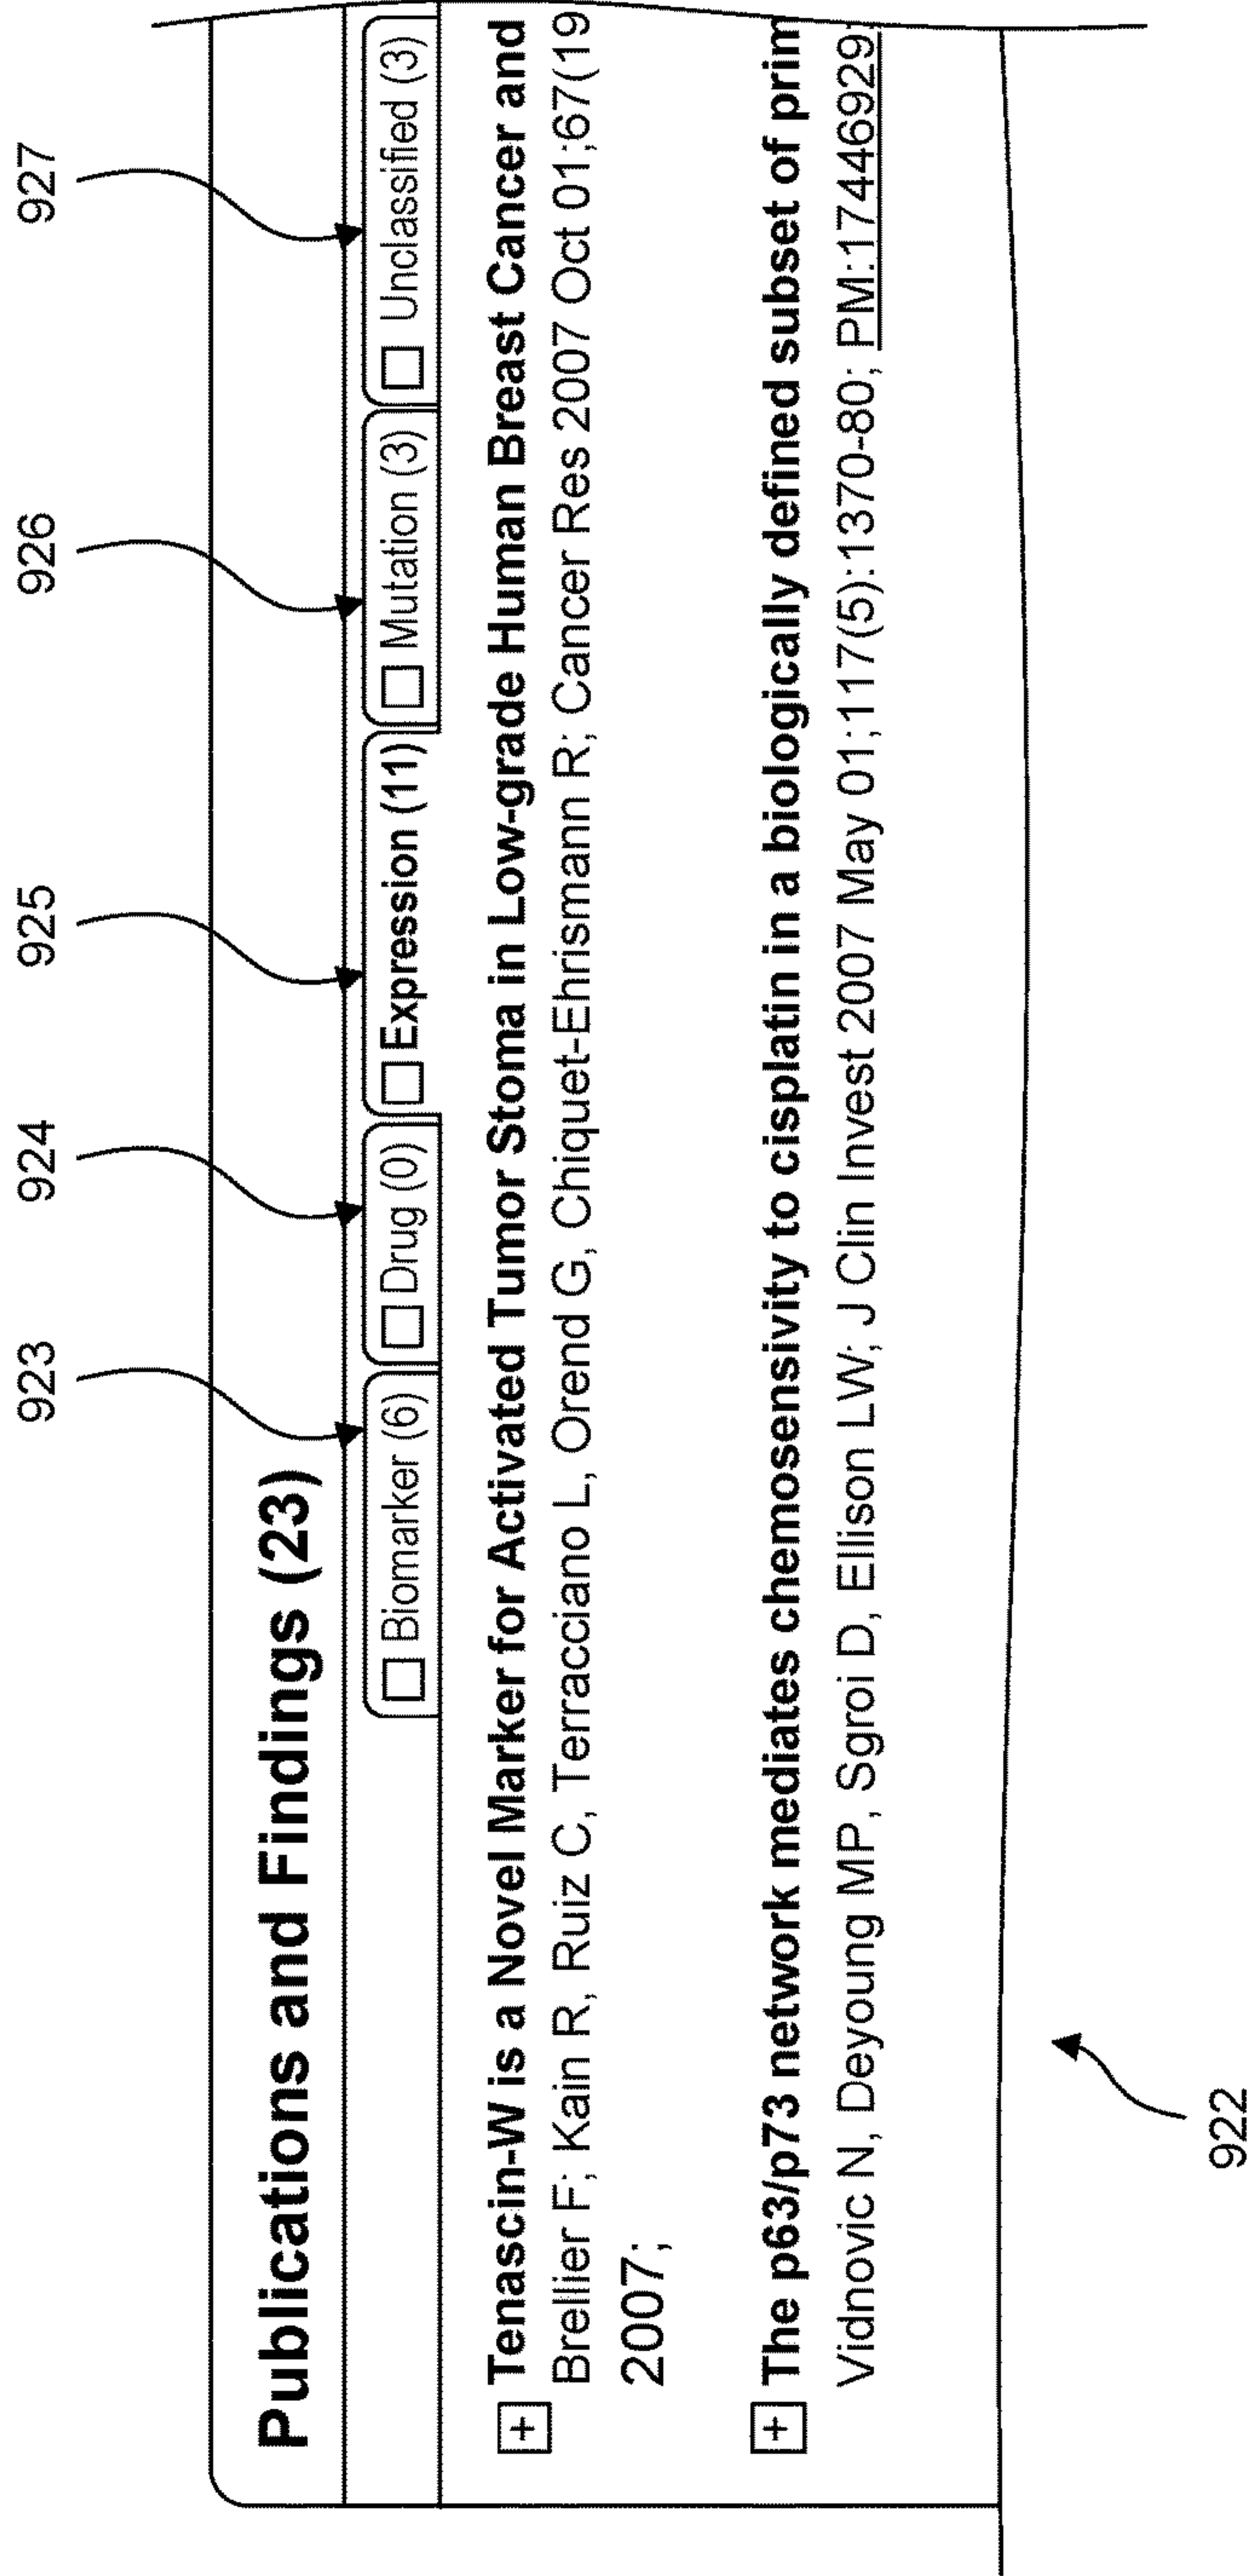 923 924 925 926 927
Publications and Findings (23)
Biomarker (6) Drug (0) Expression (11) Mutation (3) Unclassified (3)
+ Tenascin-W is a Novel Marker for Activated Tumor Stoma in Low-grade Human Breast Cancer and
Brellier F; Kain R, Ruiz C, Terracciano L, Orend G, Chiquet-Ehrismann R; Cancer Res 2007 Oct 01;67(19
2007;
+ The p63/p73 network mediates chemosensitivity to cisplatin in a biologically defined subset of prim
Vidnovic N, Deyoung MP, Sgroi D, Ellison LW; J Clin Invest 2007 May 01;117(5):1370-80; PM:17446929;
922